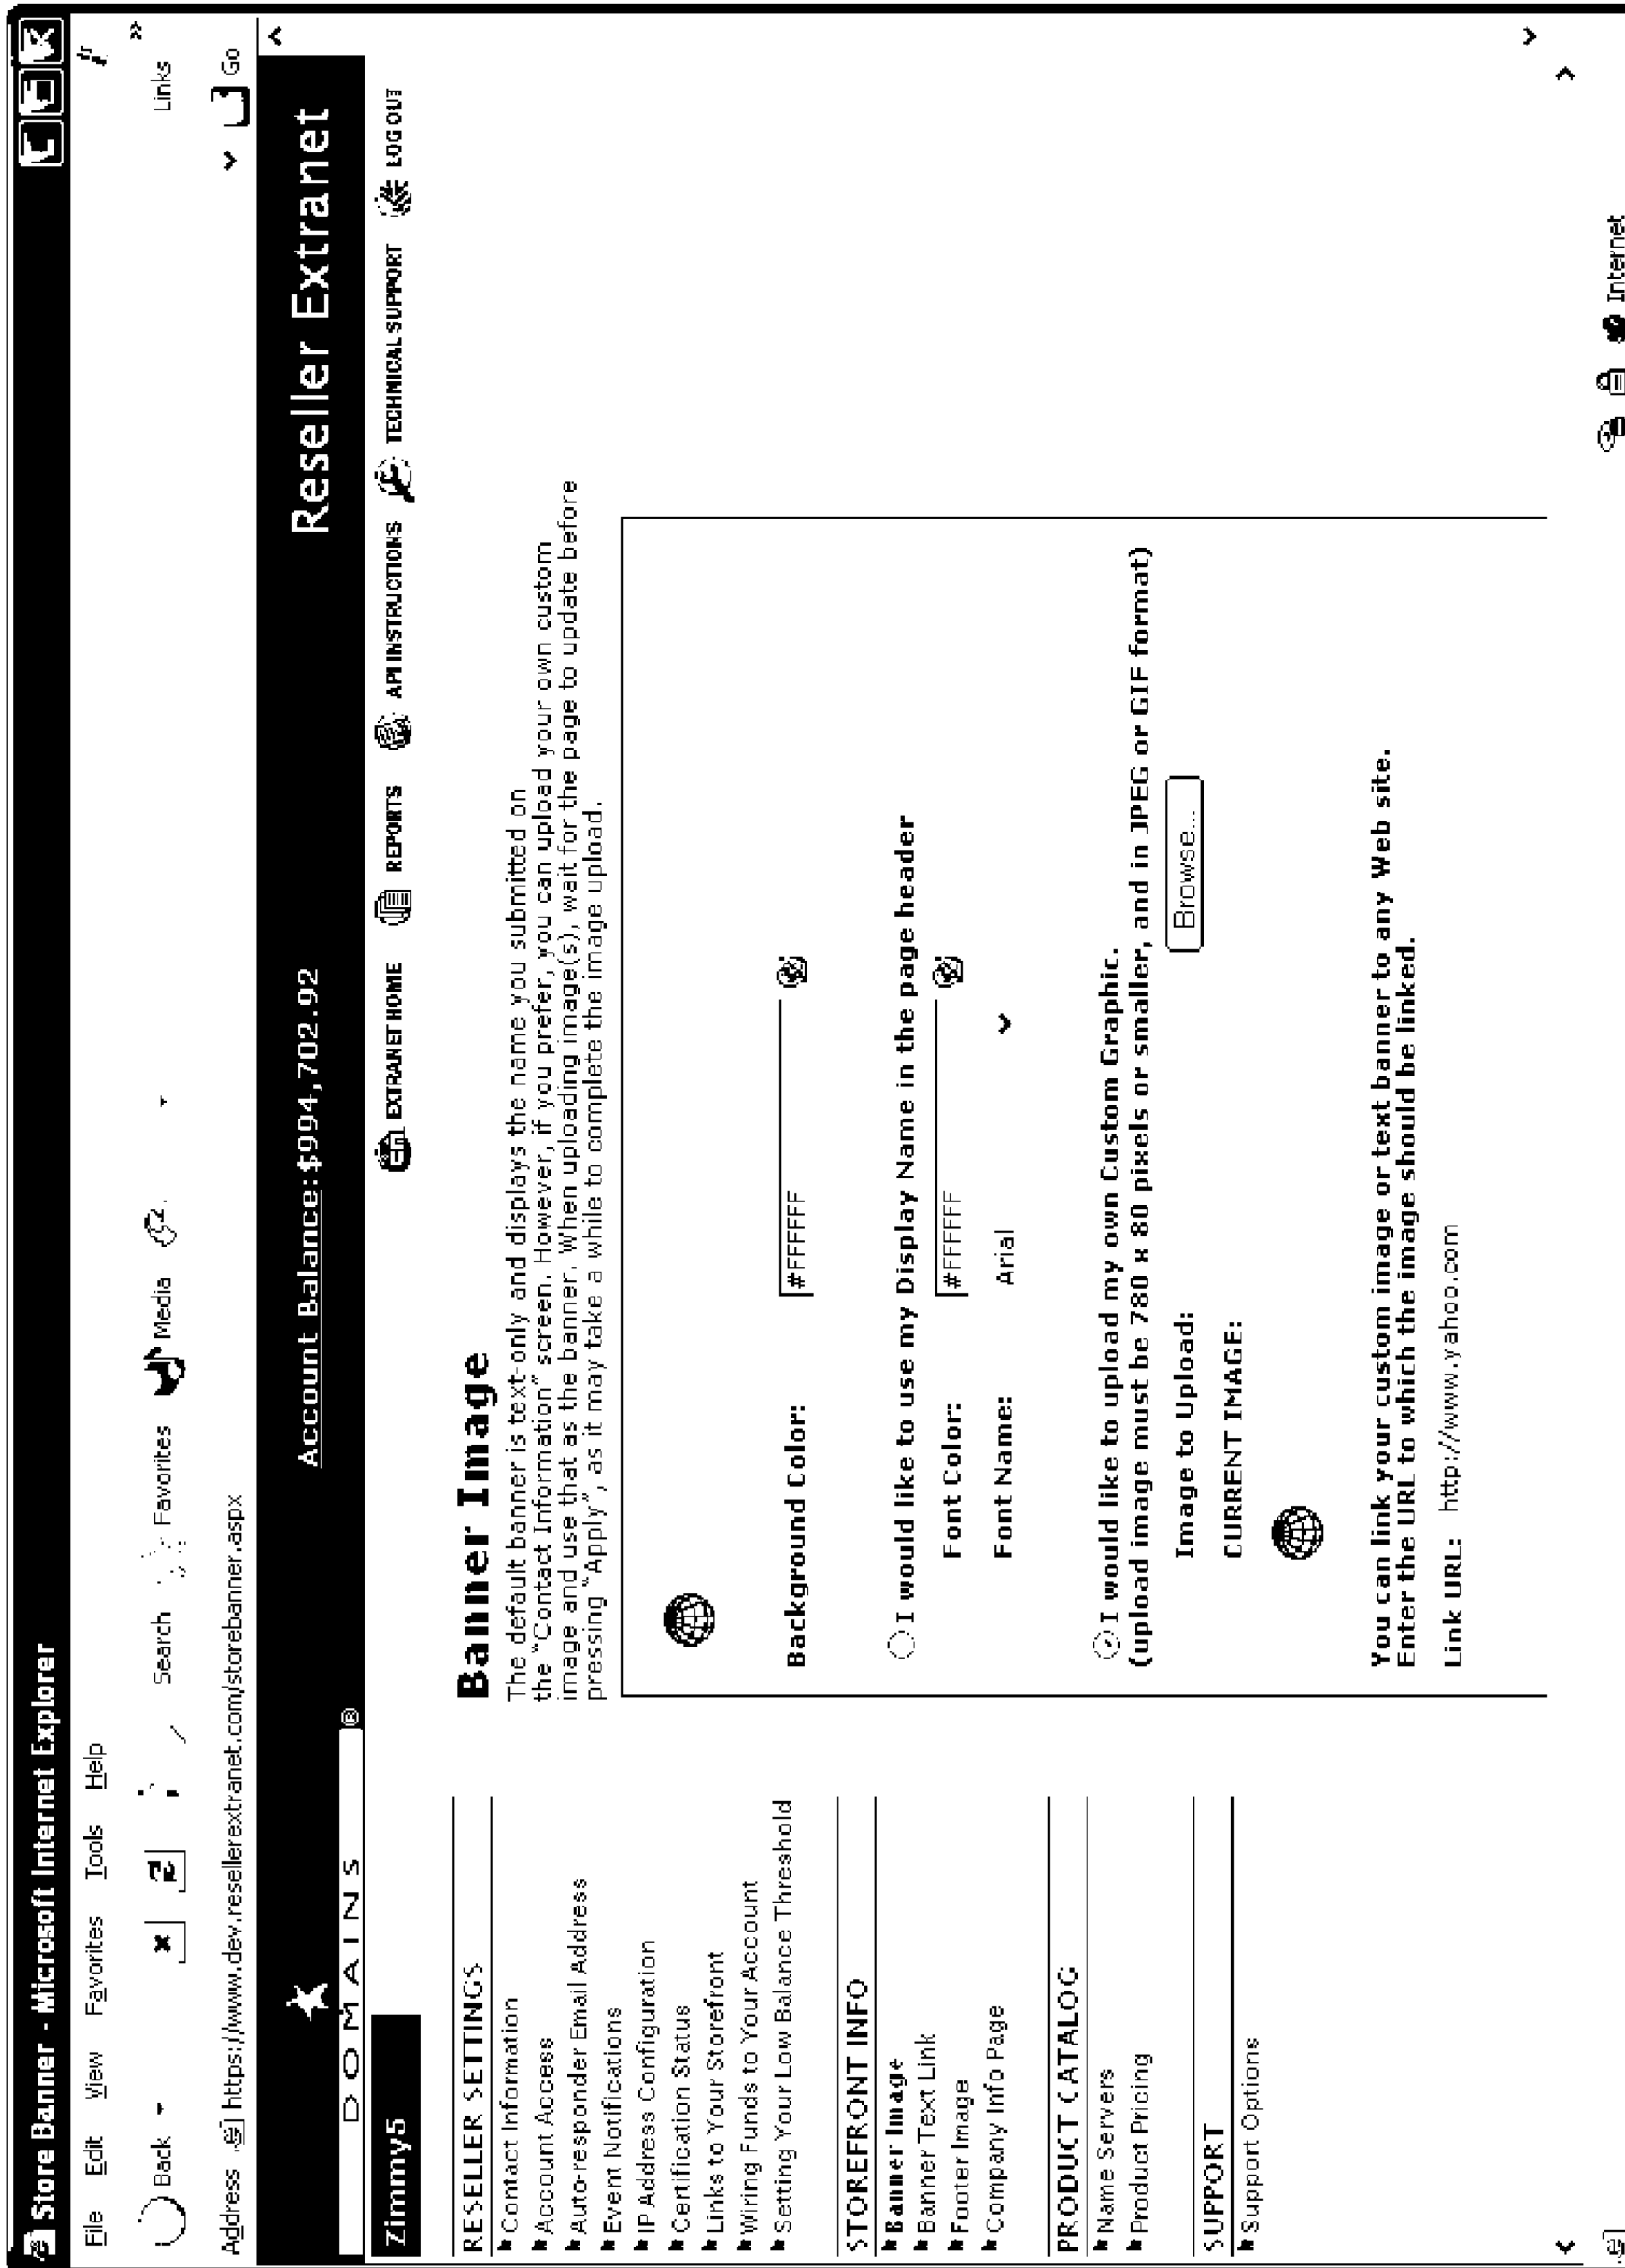 Store Banner - Microsoft Internet Explorer
File Edit View Favorites Tools Help
Back Search Favorites Media Links »
Address https://www.dev.resellerextranet.com/storebanner.aspx Go
DOMAINS®
Account Balance: $994,702.92
Reseller Extranet
Zimmy5
EXTRANET HOME REPORTS API INSTRUCTIONS TECHNICAL SUPPORT LOG OUT
RESELLER SETTINGS
Contact Information
Account Access
Auto-responder Email Address
Event Notifications
IP Address Configuration
Certification Status
Links to Your Storefront
Wiring Funds to Your Account
Setting Your Low Balance Threshold
STOREFRONT INFO
Banner Image
Banner Text Link
Footer Image
Company Info Page
PRODUCT CATALOG
Name Servers
Product Pricing
SUPPORT
Support Options
Banner Image
The default banner is text-only and displays the name you submitted on
the "Contact Information" screen. However, if you prefer, you can upload your own custom
image and use that as the banner. When uploading image(s), wait for the page to update before
pressing "Apply", as it may take a while to complete the image upload.
Background Color: #FFFFFF
I would like to use my Display Name in the page header
Font Color: #FFFFFF
Font Name: Arial
I would like to upload my own Custom Graphic.
(upload image must be 780 x 80 pixels or smaller, and in JPEG or GIF format)
Image to Upload: Browse...
CURRENT IMAGE:
You can link your custom image or text banner to any Web site.
Enter the URL to which the image should be linked.
Link URL: http://www.yahoo.com
Internet